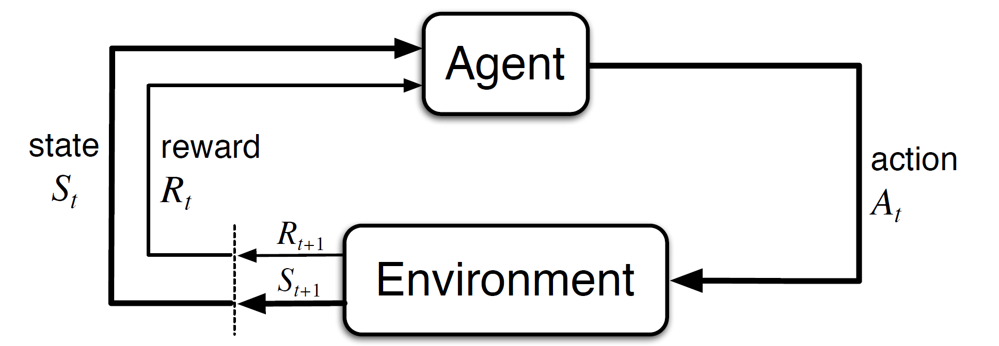 Agent
state
S_t
reward
R_t
action
A_t
R_{t+1}
S_{t+1}
Environment